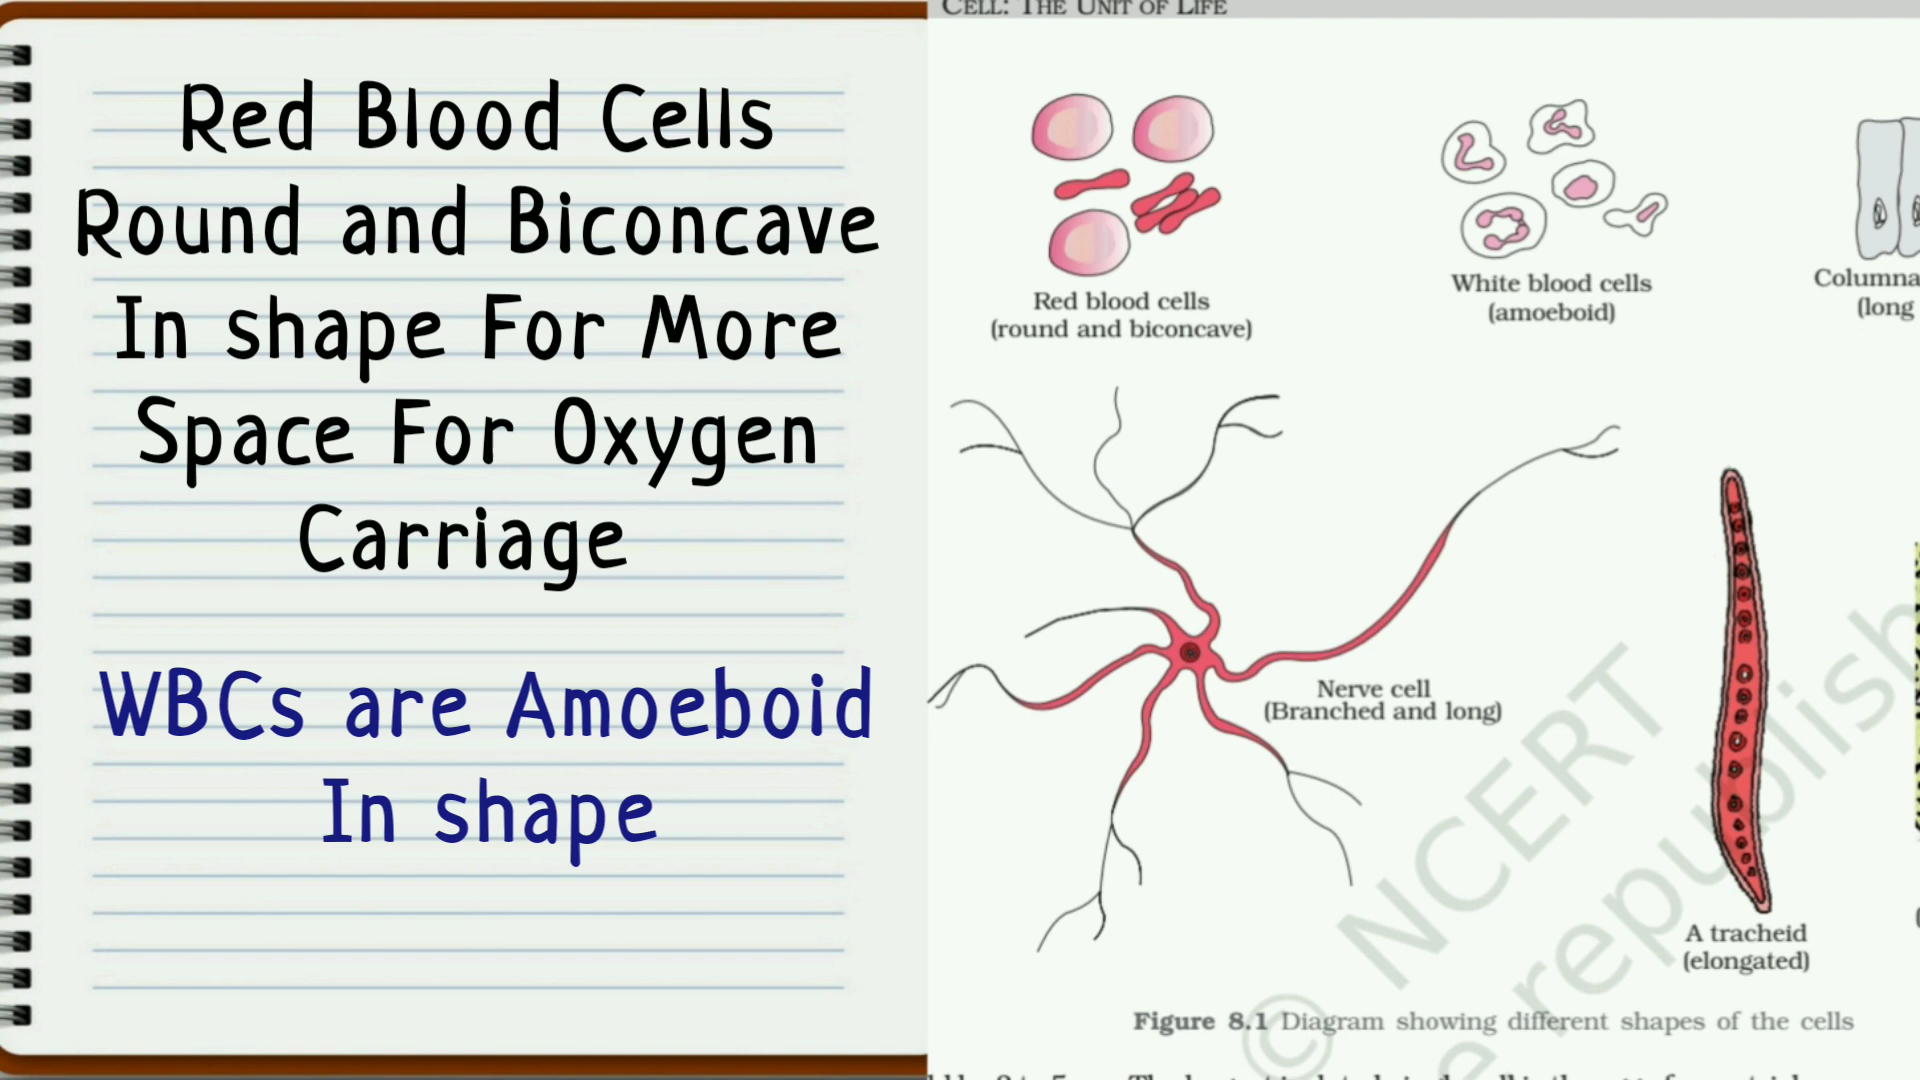 Red Blood Cells
Round and Biconcave
In shape For More
Space For Oxygen
Carriage
WBCs are Amoeboid
In shape
CELL: THE UNIT OF LIFE
Red blood cells
(round and biconcave)
White blood cells
(amoeboid)
(long
Nerve cell
(Branched and long)
A tracheid
(elongated)
Figure 8.1 Diagram showing different shapes of the cells
© NCERT